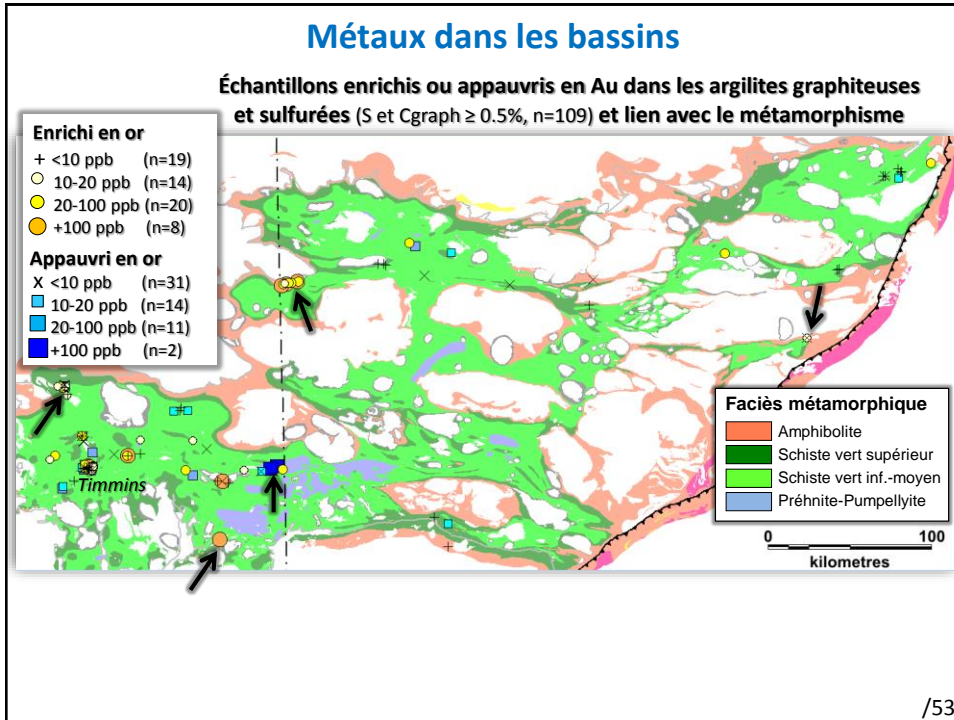 Métaux dans les bassins
Échantillons enrichis ou appauvris en Au dans les argilites graphiteuses
et sulfurées (S et Cgraph ≥ 0.5%, n=109) et lien avec le métamorphisme
Enrichi en or
<10 ppb (n=19)
10-20 ppb (n=14)
20-100 ppb (n=20)
+100 ppb (n=8)
Appauvri en or
<10 ppb (n=31)
10-20 ppb (n=14)
20-100 ppb (n=11)
+100 ppb (n=2)
Timmins
Faciès métamorphique
Amphibolite
Schiste vert supérieur
Schiste vert inf.-moyen
Préhnite-Pumpellyite
0 100
kilometres
/53